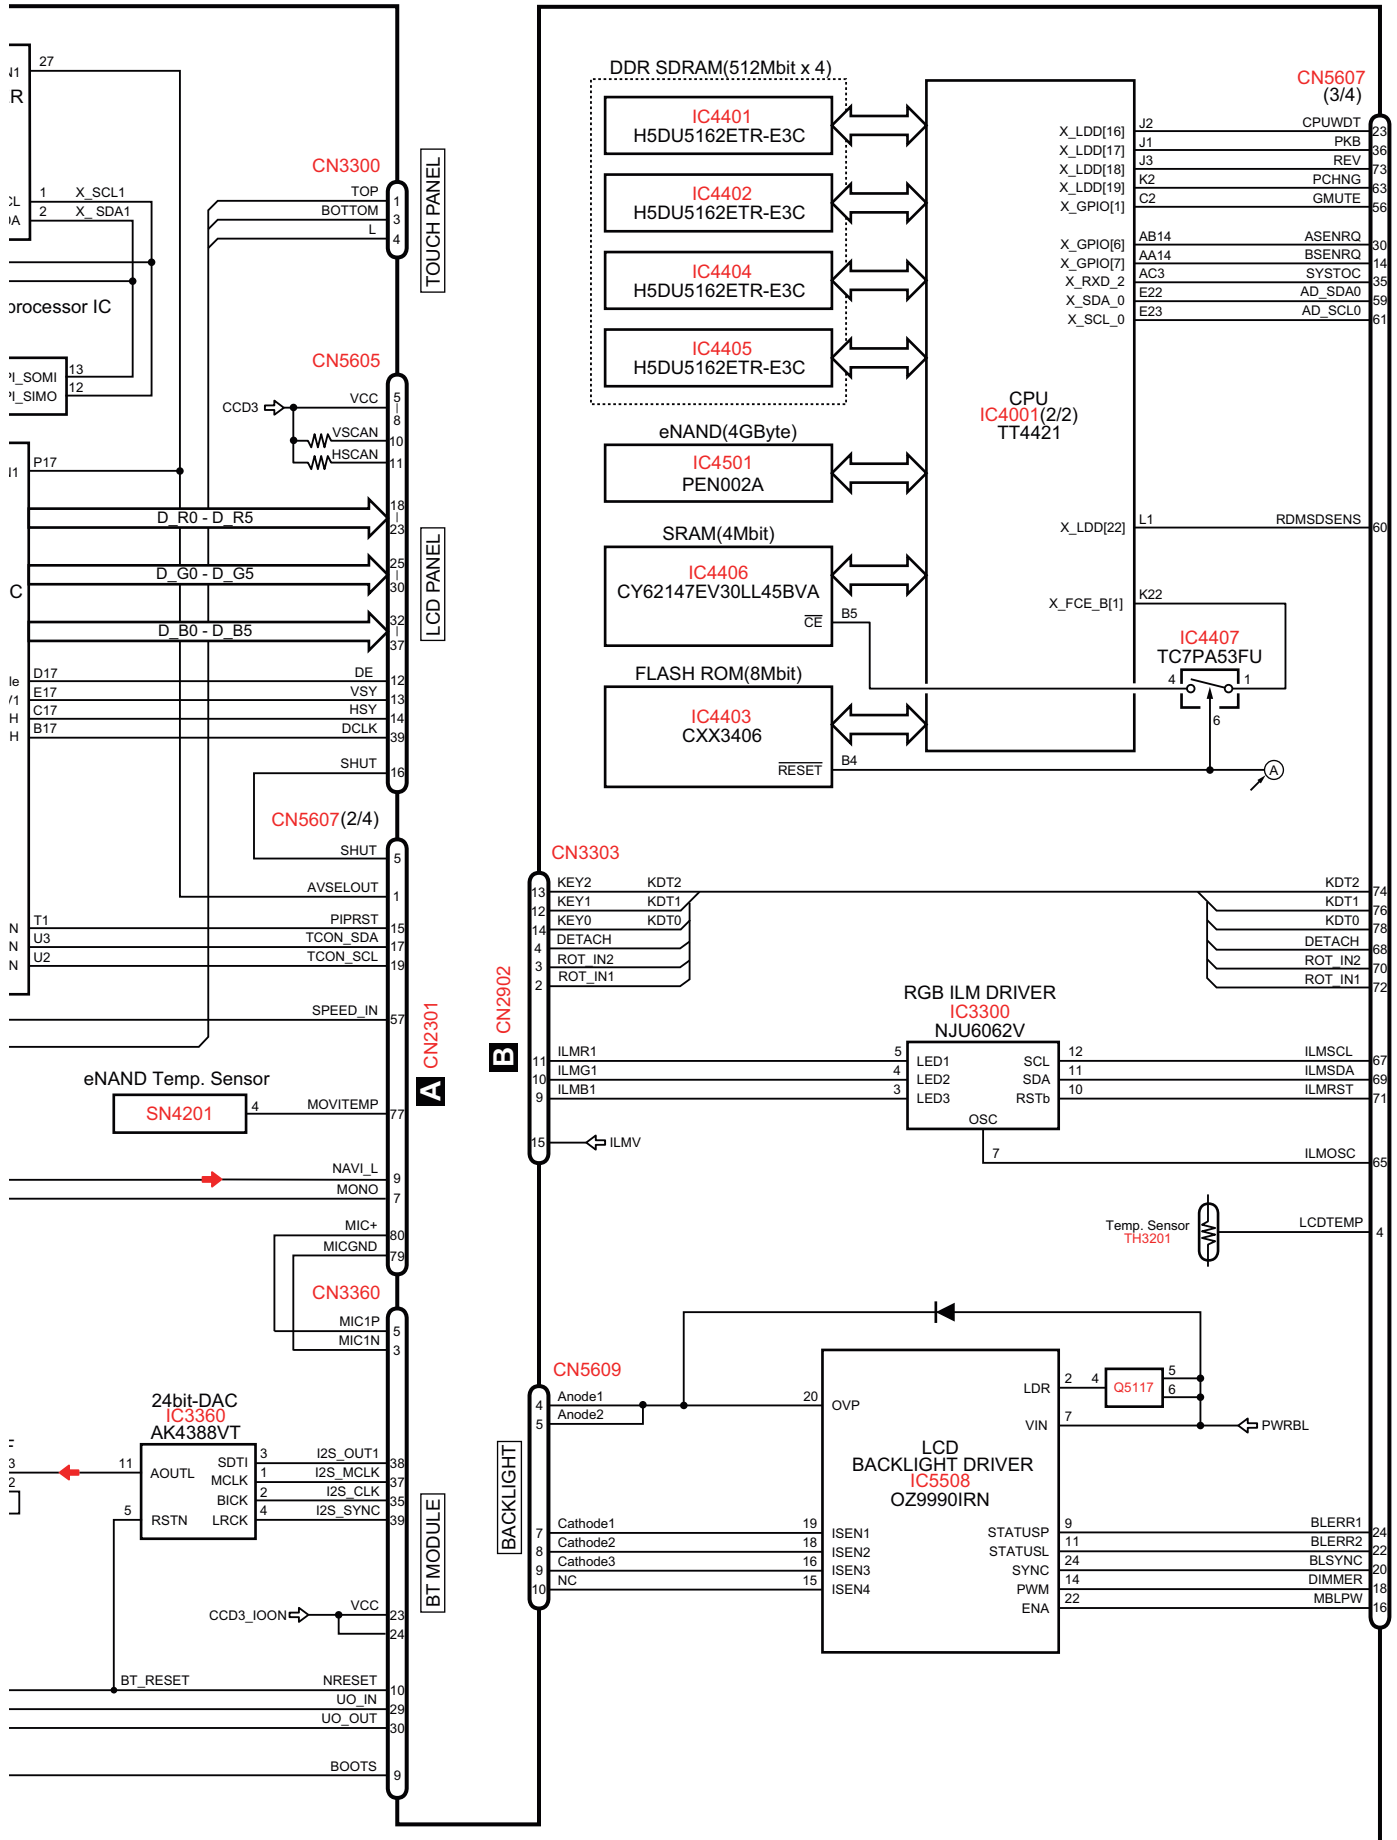 I1
R
27
CL
1
X_SCL1
DA
2
X_ SDA1
processor IC
PI_SOMI
13
PI_SIMO
12
I1
P17
C
D_R0 - D_R5
D_G0 - D_G5
D_B0 - D_B5
le
D17
/1
E17
H
C17
H
B17
N
T1
N
U3
N
U2
CN3300
TOP
1
BOTTOM
3
L
4
TOUCH PANEL
CN5605
CCD3
VCC
5
8
VSCAN
10
HSCAN
11
18
23
25
30
32
37
LCD PANEL
DE
12
VSY
13
HSY
14
DCLK
39
SHUT
16
CN5607(2/4)
SHUT
5
AVSELOUT
1
PIPRST
15
TCON_SDA
17
TCON_SCL
19
SPEED_IN
57
A CN2301
eNAND Temp. Sensor
SN4201
4
MOVITEMP
77
NAVI_L
9
MONO
7
MIC+
80
MICGND
79
CN3360
MIC1P
5
MIC1N
3
24bit-DAC
IC3360
AK4388VT
3
2
11
AOUTL
5
RSTN
SDTI
3
I2S_OUT1
38
MCLK
1
I2S_MCLK
37
BICK
2
I2S_CLK
35
LRCK
4
I2S_SYNC
39
BT MODULE
CCD3_IOON
VCC
23
24
BT_RESET
NRESET
10
UO_IN
29
UO_OUT
30
BOOTS
9
DDR SDRAM(512Mbit x 4)
IC4401
H5DU5162ETR-E3C
IC4402
H5DU5162ETR-E3C
IC4404
H5DU5162ETR-E3C
IC4405
H5DU5162ETR-E3C
eNAND(4GByte)
IC4501
PEN002A
SRAM(4Mbit)
IC4406
CY62147EV30LL45BVA
CE
B5
FLASH ROM(8Mbit)
IC4403
CXX3406
RESET
B4
CPU
IC4001(2/2)
TT4421
CN5607
(3/4)
X_LDD[16]
J2
CPUWDT
23
X_LDD[17]
J1
PKB
36
X_LDD[18]
J3
REV
73
X_LDD[19]
K2
PCHNG
63
X_GPIO[1]
C2
GMUTE
56
X_GPIO[6]
AB14
ASENRQ
30
X_GPIO[7]
AA14
BSENRQ
14
X_RXD_2
AC3
SYSTOC
35
X_SDA_0
E22
AD_SDA0
59
X_SCL_0
E23
AD_SCL0
61
X_LDD[22]
L1
RDMSDSENS
60
X_FCE_B[1]
K22
IC4407
TC7PA53FU
4
1
6
A
CN3303
B CN2902
13
KEY2
KDT2
KDT2
74
12
KEY1
KDT1
KDT1
76
14
KEY0
KDT0
KDT0
78
4
DETACH
DETACH
68
3
ROT_IN2
ROT_IN2
70
2
ROT_IN1
ROT_IN1
72
RGB ILM DRIVER
IC3300
NJU6062V
11
ILMR1
5
LED1
SCL
12
ILMSCL
67
10
ILMG1
4
LED2
SDA
11
ILMSDA
69
9
ILMB1
3
LED3
RSTb
10
ILMRST
71
OSC
7
ILMOSC
65
15
ILMV
Temp. Sensor
TH3201
LCDTEMP
4
CN5609
4
Anode1
20
OVP
5
Anode2
BACKLIGHT
LDR
2
4
Q5117
5
6
VIN
7
PWRBL
LCD
BACKLIGHT DRIVER
IC5508
OZ9990IRN
7
Cathode1
19
ISEN1
8
Cathode2
18
ISEN2
9
Cathode3
16
ISEN3
10
NC
15
ISEN4
STATUSP
9
BLERR1
24
STATUSL
11
BLERR2
22
SYNC
24
BLSYNC
20
PWM
14
DIMMER
18
ENA
22
MBLPW
16